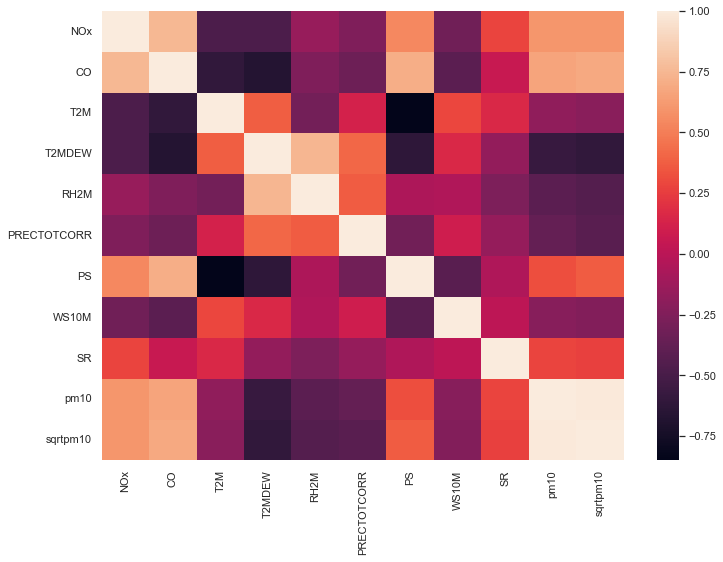 NOx
CO
T2M
T2MDEW
RH2M
PRECTOTCORR
PS
WS10M
SR
pm10
sqrtpm10
NOx
CO
T2M
T2MDEW
RH2M
PRECTOTCORR
PS
WS10M
SR
pm10
sqrtpm10
1.00
0.75
0.50
0.25
0.00
−0.25
−0.50
−0.75